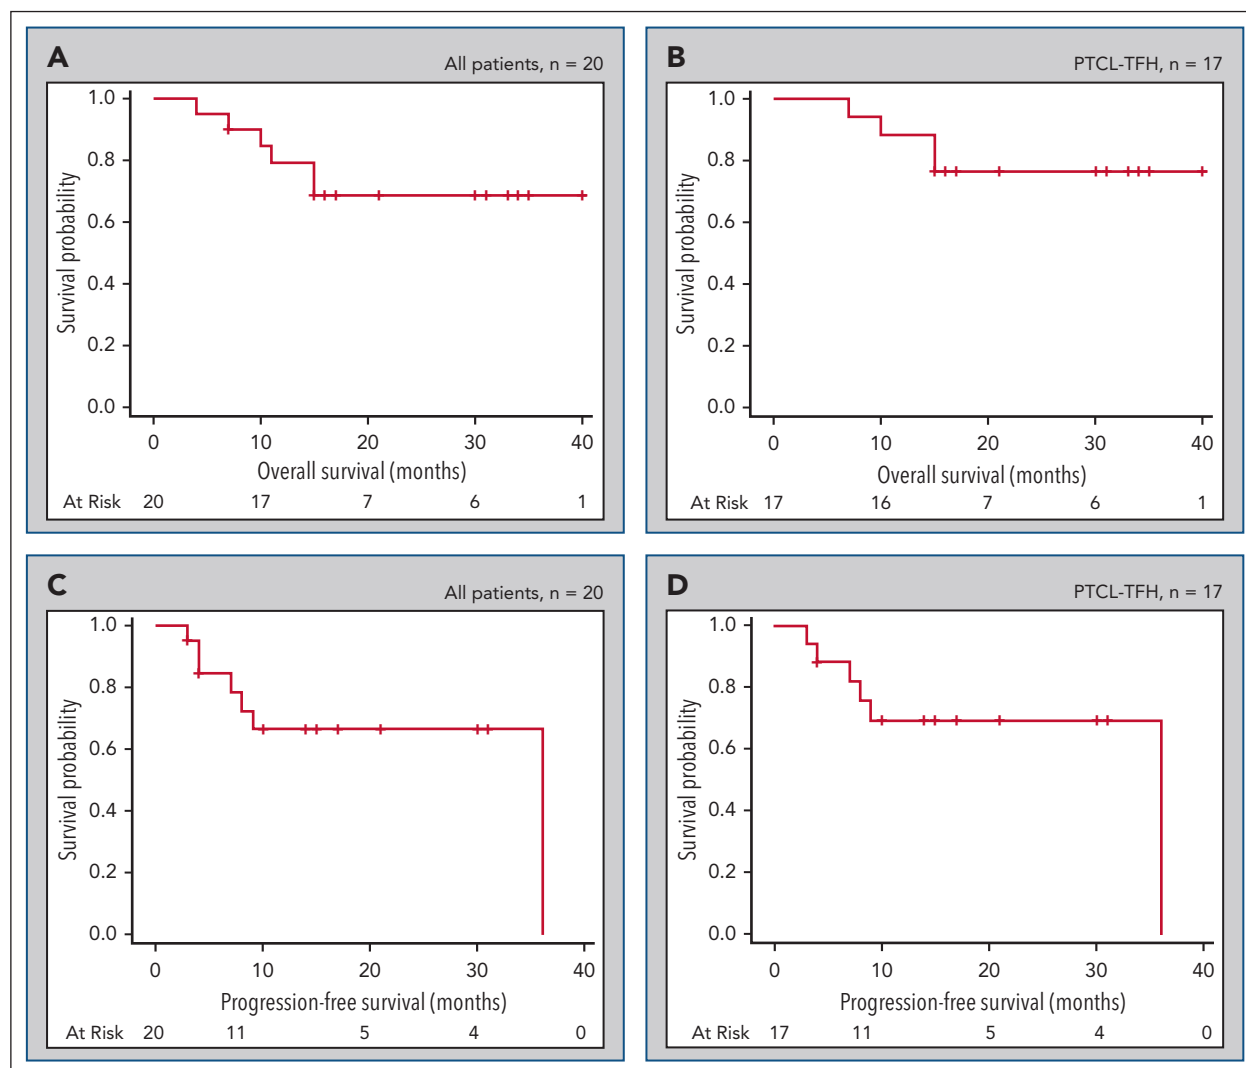 A
All patients, n = 20
1.0
0.8
0.6
0.4
0.2
0.0
Survival probability
0 10 20 30 40
Overall survival (months)
At Risk 20 17 7 6 1
B
PTCL-TFH, n = 17
1.0
0.8
0.6
0.4
0.2
0.0
Survival probability
0 10 20 30 40
Overall survival (months)
At Risk 17 16 7 6 1
C
All patients, n = 20
1.0
0.8
0.6
0.4
0.2
0.0
Survival probability
0 10 20 30 40
Progression-free survival (months)
At Risk 20 11 5 4 0
D
PTCL-TFH, n = 17
1.0
0.8
0.6
0.4
0.2
0.0
Survival probability
0 10 20 30 40
Progression-free survival (months)
At Risk 17 11 5 4 0